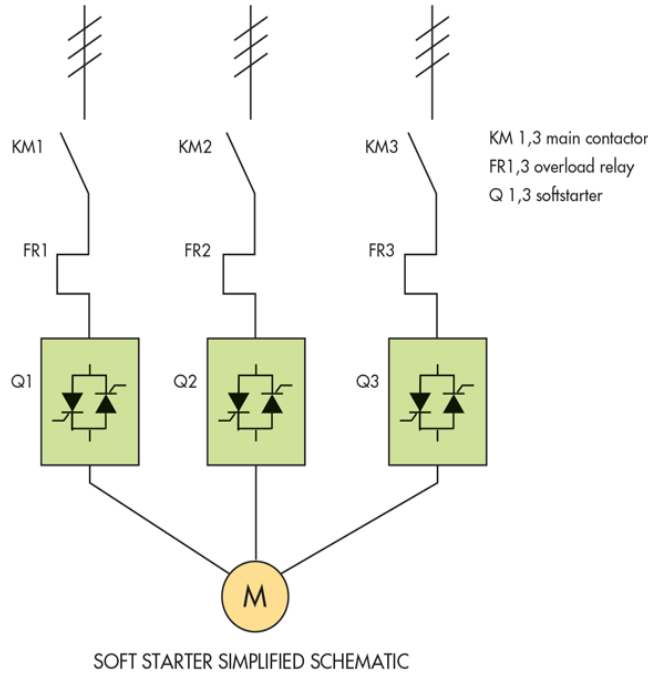 KM1
KM2
KM3
KM 1,3 main contactor
FR1,3 overload relay
Q 1,3 softstarter
FR1
FR2
FR3
Q1
Q2
Q3
M
SOFT STARTER SIMPLIFIED SCHEMATIC